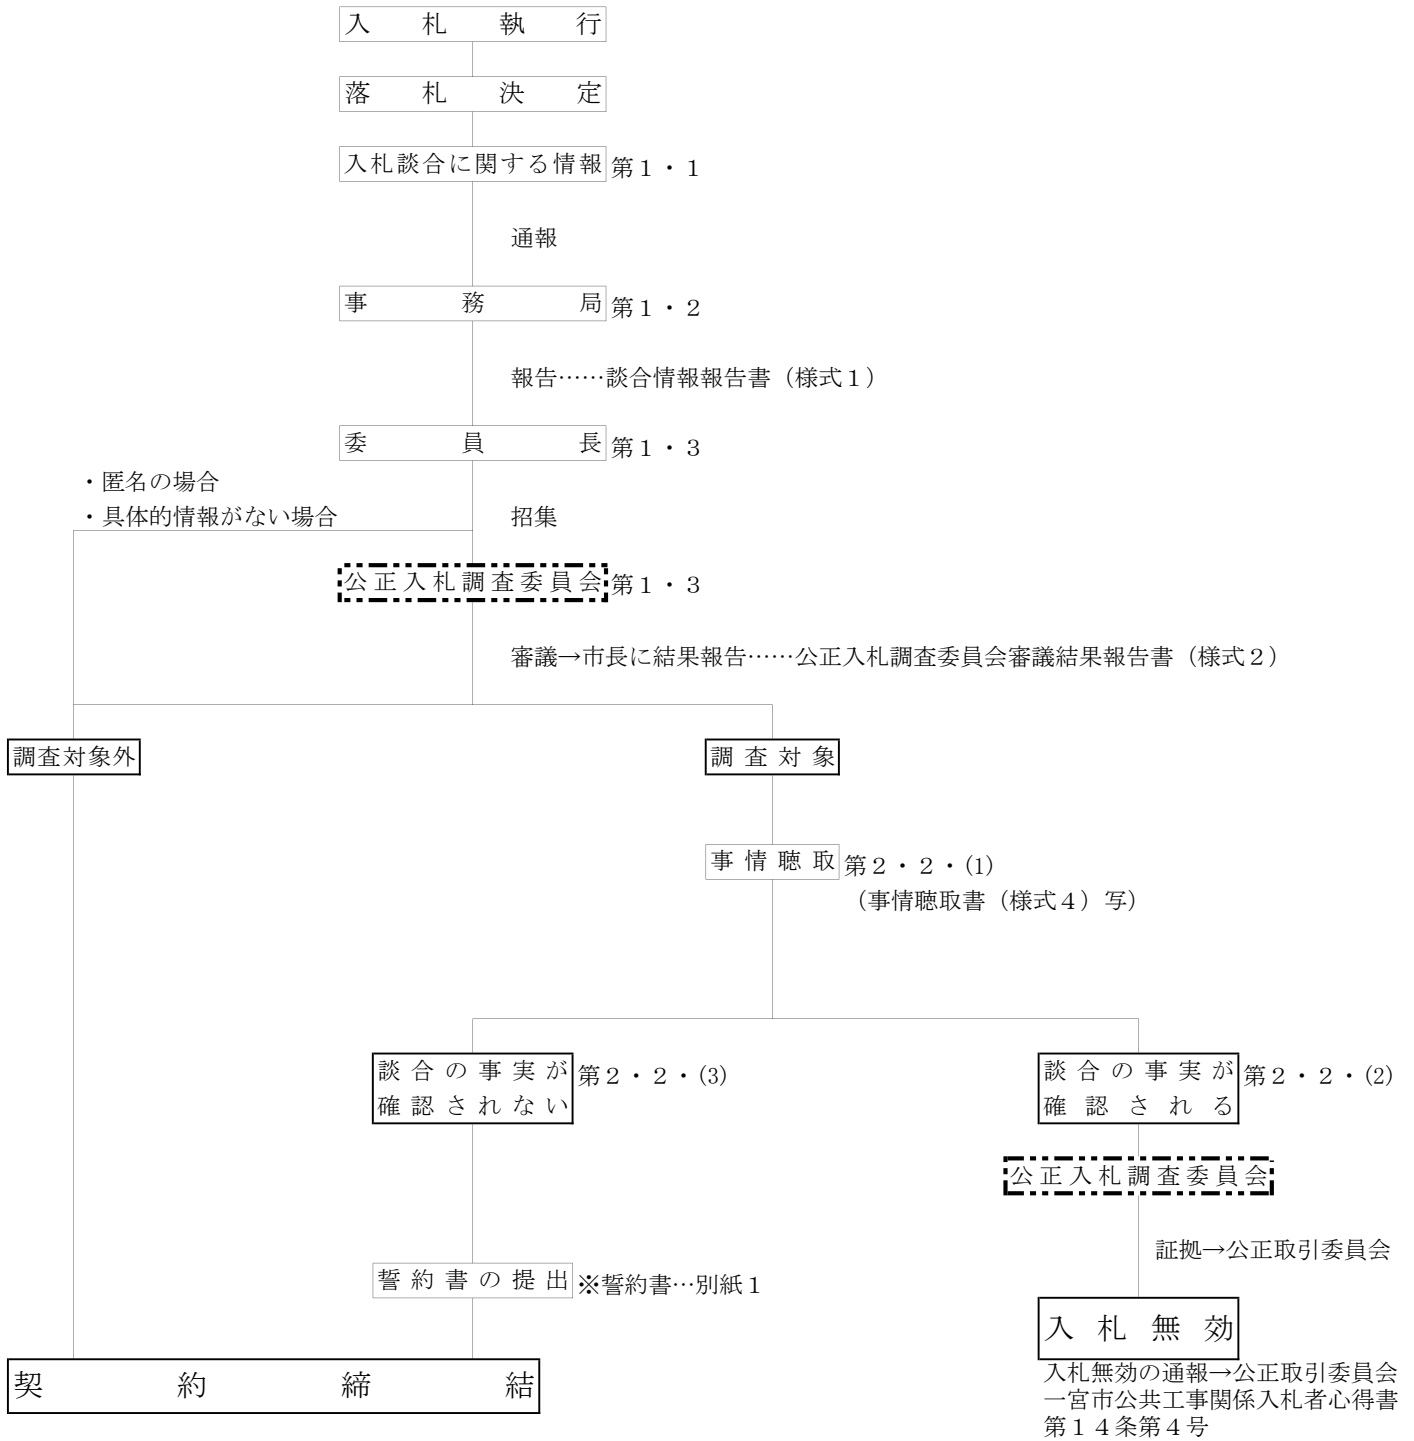 入札執行
落札決定
入札談合に関する情報 第１・１
通報
事務局 第１・２
報告……談合情報報告書（様式１）
委員長 第１・３
・匿名の場合
・具体的情報がない場合 招集
公正入札調査委員会 第１・３
審議→市長に結果報告……公正入札調査委員会審議結果報告書（様式２）
調査対象外 調査対象
事情聴取 第２・２・(1)
（事情聴取書（様式４）写）
談合の事実が 第２・２・(3)
確認されない
談合の事実が 第２・２・(2)
確認される
公正入札調査委員会
証拠→公正取引委員会
誓約書の提出 ※誓約書…別紙１
入札無効
入札無効の通報→公正取引委員会
一宮市公共工事関係入札者心得書
第１４条第４号
契約締結